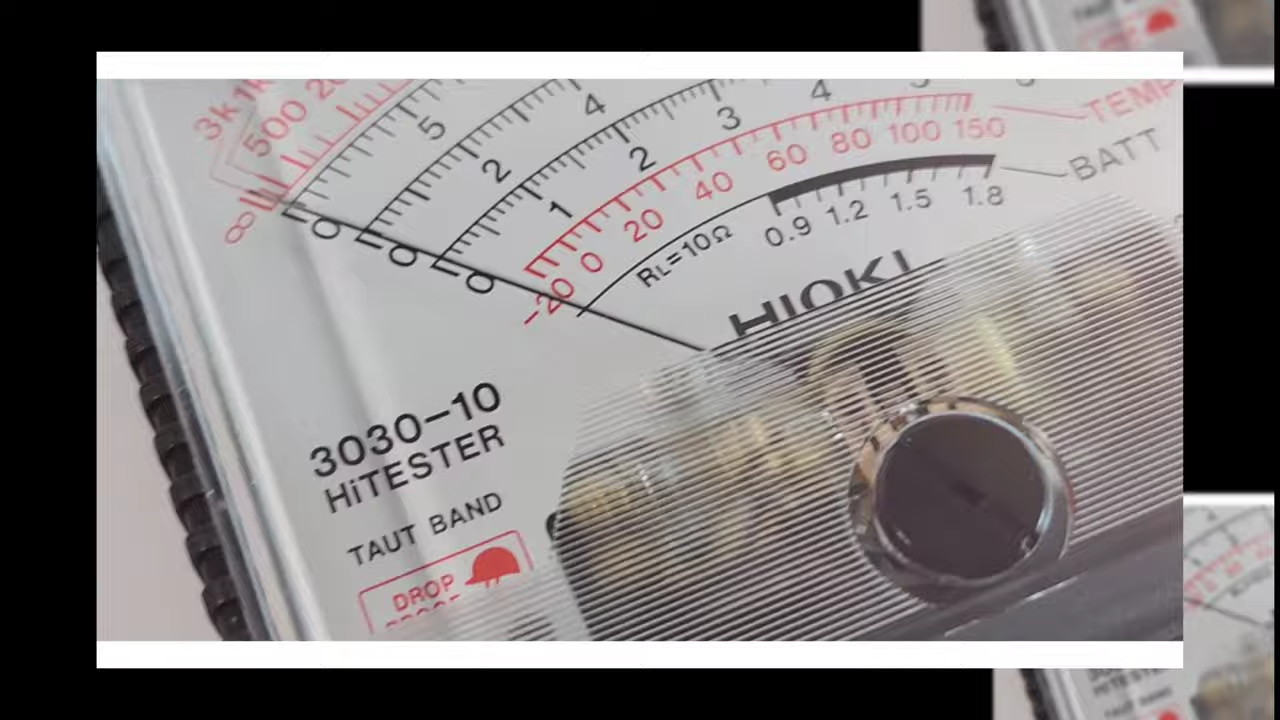 3k 1k
500 20
∞
0 5
0 2 4
0 1 2 3 4 5
-20 0 20 40 60 80 100 150 TEMP
RL=10Ω 0.9 1.2 1.5 1.8 BATT
HIOKI
3030-10
HiTESTER
TAUT BAND
DROP